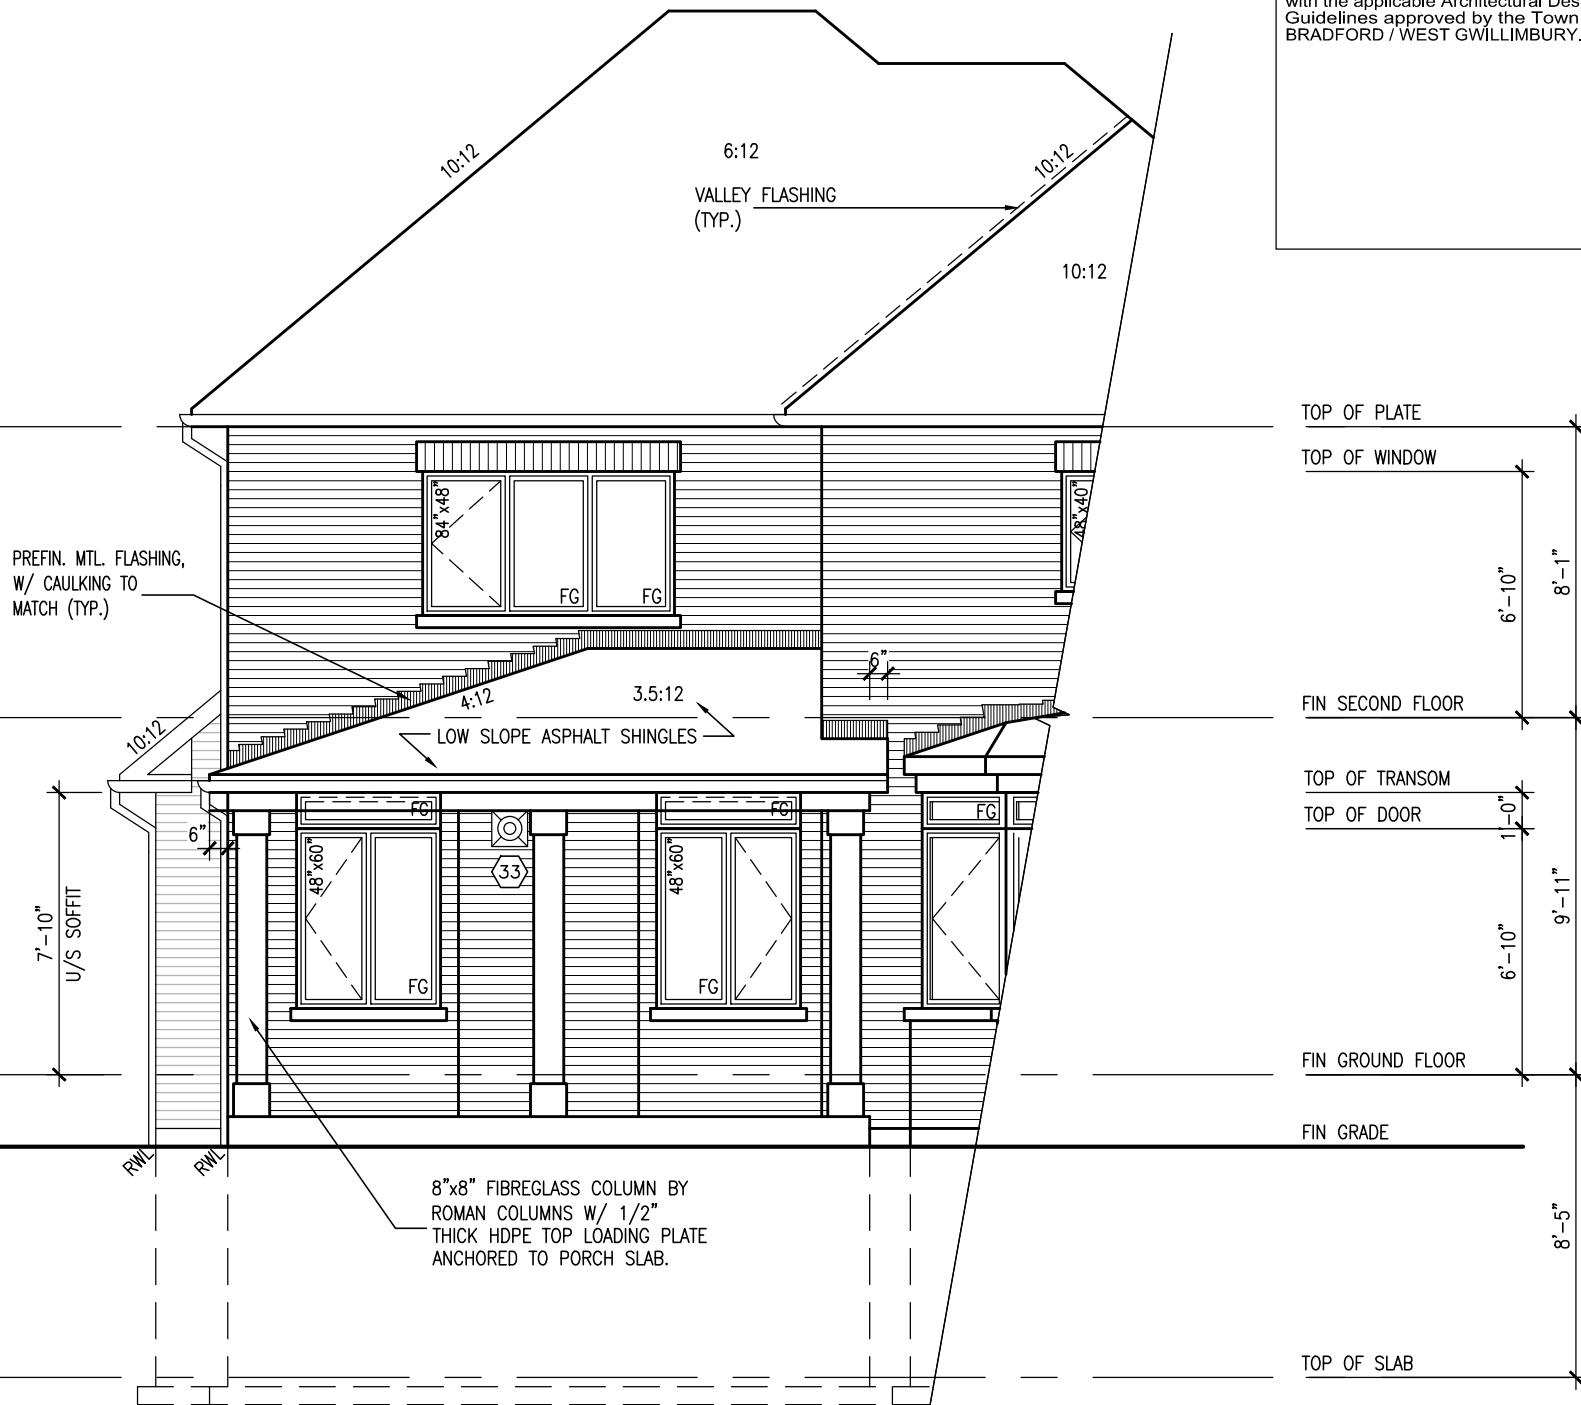 with the applicable Architectural Des
Guidelines approved by the Town
BRADFORD / WEST GWILLIMBURY.
10:12
6:12
10:12
VALLEY FLASHING
(TYP.)
10:12
TOP OF PLATE
TOP OF WINDOW
84"x48"
48"x40"
FG
FG
PREFIN. MTL. FLASHING,
W/ CAULKING TO
MATCH (TYP.)
6'-10"
8'-1"
6"
4:12
3.5:12
FIN SECOND FLOOR
10:12
LOW SLOPE ASPHALT SHINGLES
TOP OF TRANSOM
FG
FG
FG
TOP OF DOOR
1'-0"
6"
33
48"x60"
48"x60"
7'-10"
U/S SOFFIT
9'-11"
6'-10"
FG
FG
FIN GROUND FLOOR
FIN GRADE
RWL
RWL
8"x8" FIBREGLASS COLUMN BY
ROMAN COLUMNS W/ 1/2"
THICK HDPE TOP LOADING PLATE
ANCHORED TO PORCH SLAB.
8'-5"
TOP OF SLAB